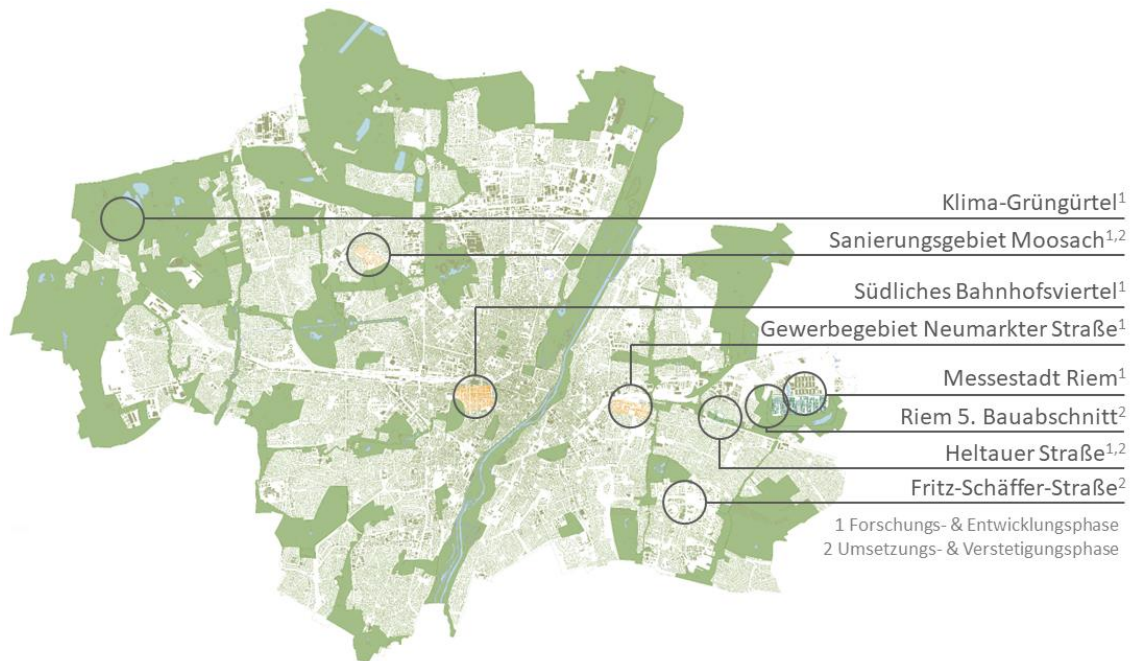 Klima-Grüngürtel¹
Sanierungsgebiet Moosach¹,²
Südliches Bahnhofsviertel¹
Gewerbegebiet Neumarkter Straße¹
Messestadt Riem¹
Riem 5. Bauabschnitt²
Heltauer Straße¹,²
Fritz-Schäffer-Straße²
1 Forschungs- & Entwicklungsphase
2 Umsetzungs- & Verstetigungsphase